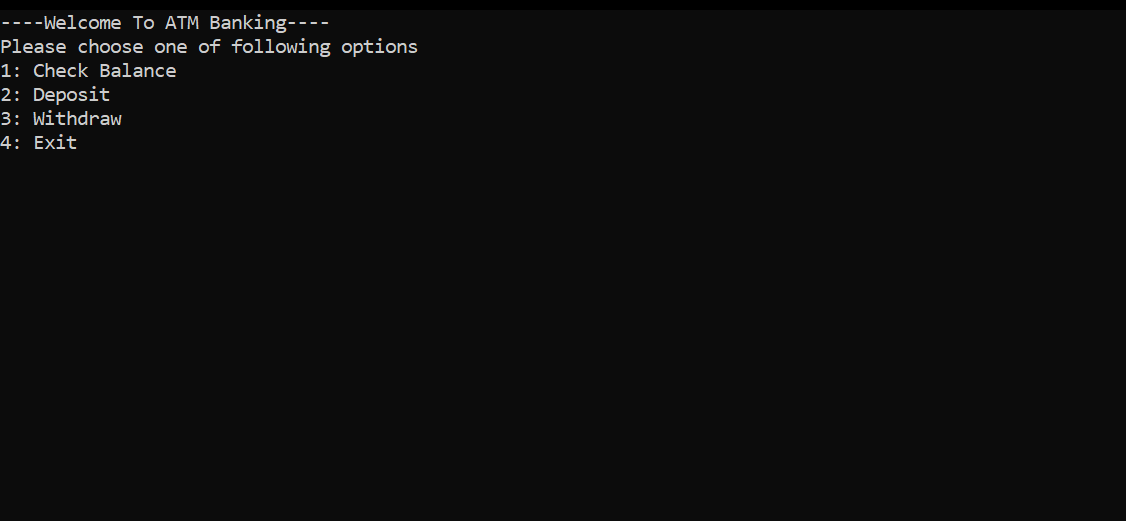 ----Welcome To ATM Banking----
Please choose one of following options
1: Check Balance
2: Deposit
3: Withdraw
4: Exit